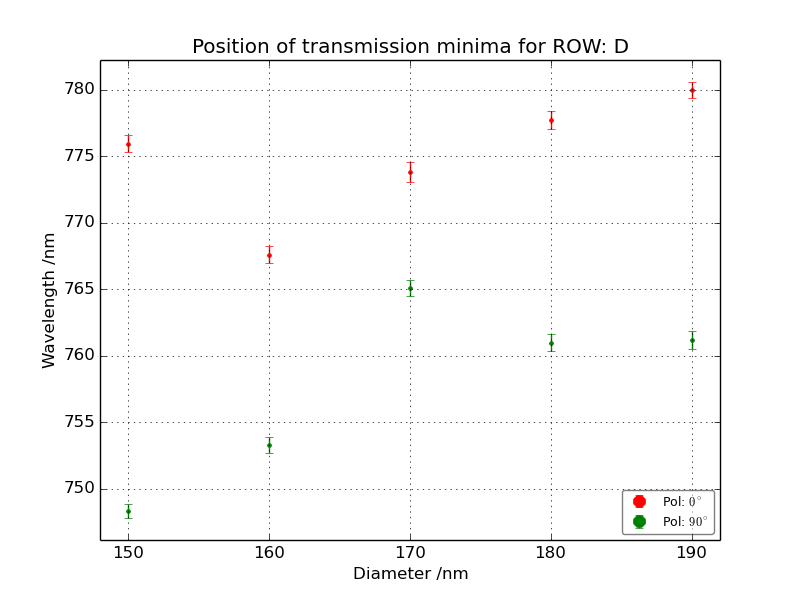 Position of transmission minima for ROW: D
780
775
770
765
760
755
750
Wavelength /nm
150 160 170 180 190
Diameter /nm
Pol: 0°
Pol: 90°